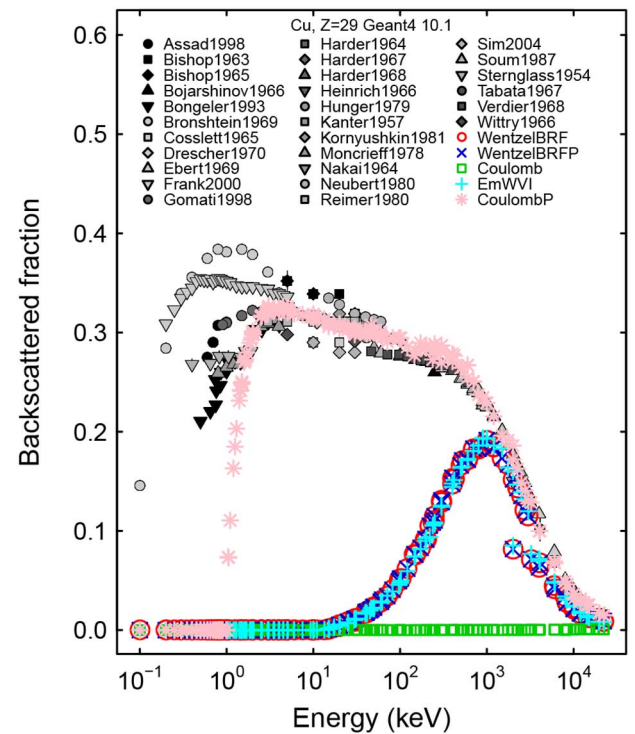 Cu, Z=29 Geant4 10.1
Assad1998
Bishop1963
Bishop1965
Bojarshinov1966
Bongeler1993
Bronshtein1969
Cosslett1965
Drescher1970
Ebert1969
Frank2000
Gomati1998
Harder1964
Harder1967
Harder1968
Heinrich1966
Hunger1979
Kanter1957
Kornyushkin1981
Moncrieff1978
Nakai1964
Neubert1980
Reimer1980
Sim2004
Soum1987
Sternglass1954
Tabata1967
Verdier1968
Wittry1966
WentzelBRF
WentzelBRFP
Coulomb
EmWVI
CoulombP
0.6
0.5
0.4
0.3
0.2
0.1
0.0
Backscattered fraction
10⁻¹ 10⁰ 10¹ 10² 10³ 10⁴
Energy (keV)